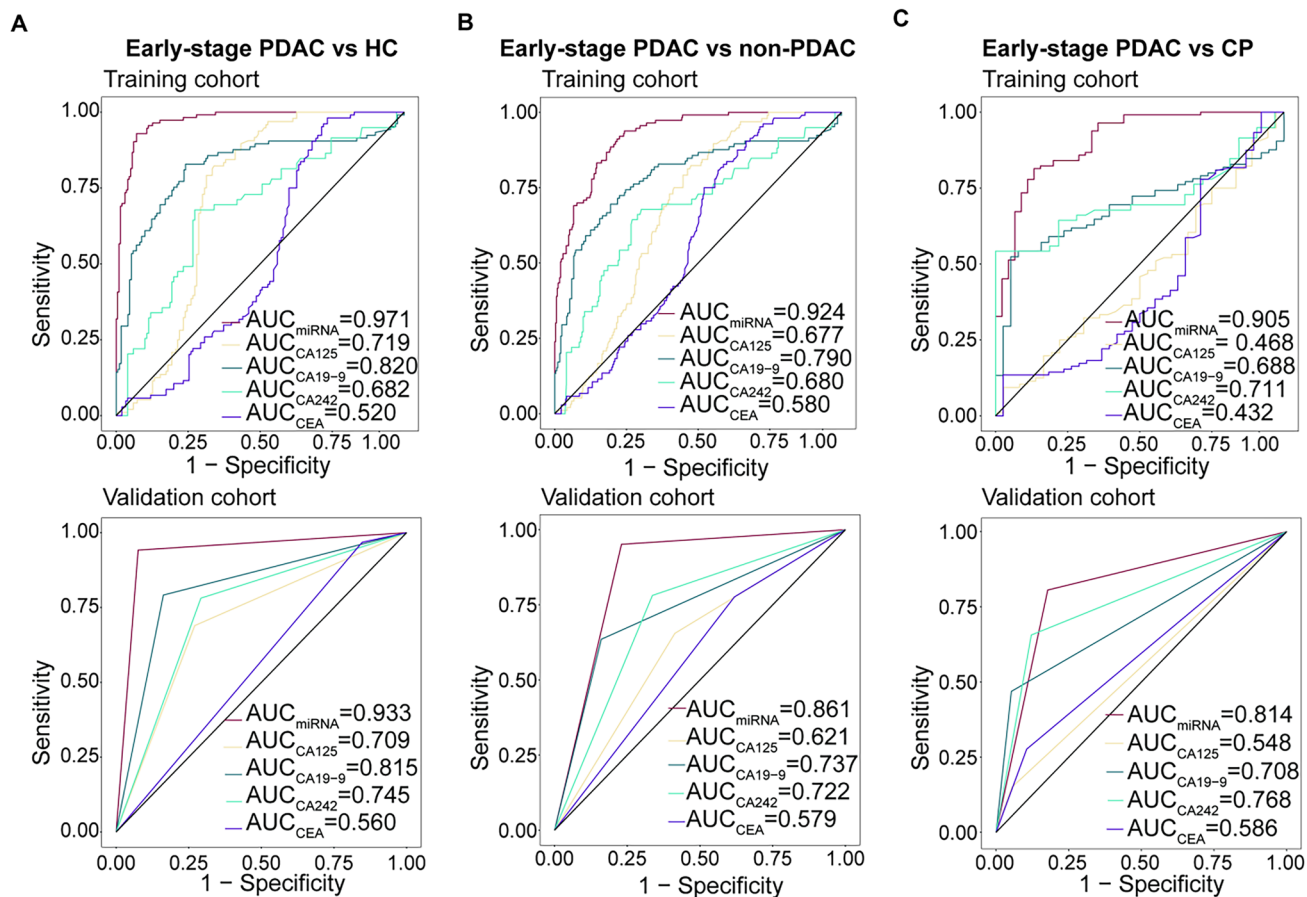 A
Early-stage PDAC vs HC
Training cohort
Sensitivity
1.00
0.75
0.50
0.25
0.00
AUCmiRNA=0.971
AUCCA125=0.719
AUCCA19-9=0.820
AUCCA242=0.682
AUCCEA=0.520
0.00 0.25 0.50 0.75 1.00
1 − Specificity
Validation cohort
Sensitivity
1.00
0.75
0.50
0.25
0.00
AUCmiRNA=0.933
AUCCA125=0.709
AUCCA19-9=0.815
AUCCA242=0.745
AUCCEA=0.560
0.00 0.25 0.50 0.75 1.00
1 − Specificity
B
Early-stage PDAC vs non-PDAC
Training cohort
Sensitivity
1.00
0.75
0.50
0.25
0.00
AUCmiRNA=0.924
AUCCA125=0.677
AUCCA19-9=0.790
AUCCA242=0.680
AUCCEA=0.580
0.00 0.25 0.50 0.75 1.00
1 − Specificity
Validation cohort
Sensitivity
1.00
0.75
0.50
0.25
0.00
AUCmiRNA=0.861
AUCCA125=0.621
AUCCA19-9=0.737
AUCCA242=0.722
AUCCEA=0.579
0.00 0.25 0.50 0.75 1.00
1 − Specificity
C
Early-stage PDAC vs CP
Training cohort
Sensitivity
1.00
0.75
0.50
0.25
0.00
AUCmiRNA=0.905
AUCCA125= 0.468
AUCCA19-9=0.688
AUCCA242=0.711
AUCCEA=0.432
0.00 0.25 0.50 0.75 1.00
1 − Specificity
Validation cohort
Sensitivity
1.00
0.75
0.50
0.25
0.00
AUCmiRNA=0.814
AUCCA125=0.548
AUCCA19-9=0.708
AUCCA242=0.768
AUCCEA=0.586
0.00 0.25 0.50 0.75 1.00
1 − Specificity